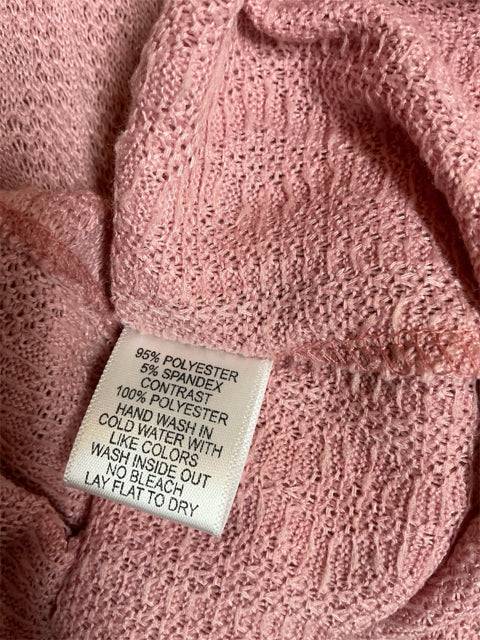 95% POLYESTER
5% SPANDEX
CONTRAST
100% POLYESTER
HAND WASH IN
COLD WATER WITH
LIKE COLORS
WASH INSIDE OUT
NO BLEACH
LAY FLAT TO DRY